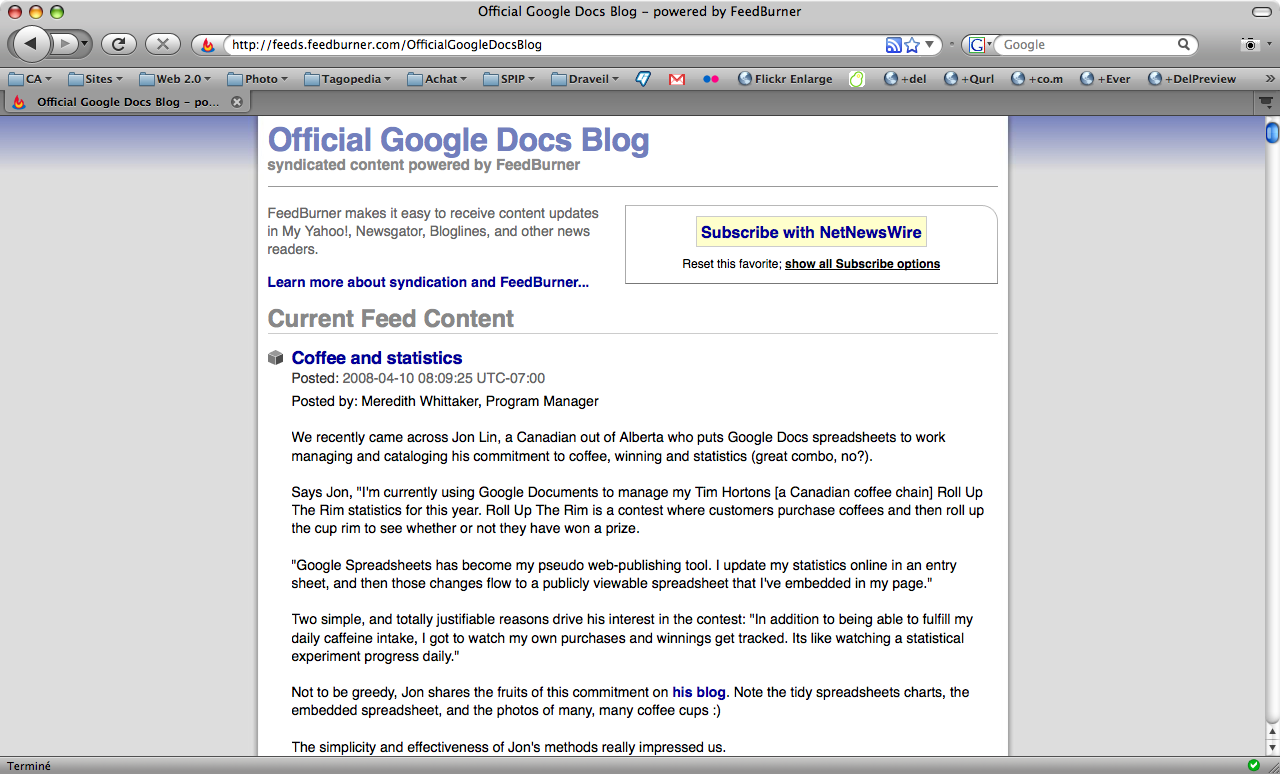 Official Google Docs Blog - powered by FeedBurner
http://feeds.feedburner.com/OfficialGoogleDocsBlog
Google
CA Sites Web 2.0 Photo Tagopedia Achat SPIP Draveil Flickr Enlarge +del +Qurl +co.m +Ever +DelPreview »
Official Google Docs Blog - po...
Official Google Docs Blog
syndicated content powered by FeedBurner
FeedBurner makes it easy to receive content updates
in My Yahoo!, Newsgator, Bloglines, and other news
readers.
Learn more about syndication and FeedBurner...
Subscribe with NetNewsWire
Reset this favorite; show all Subscribe options
Current Feed Content
Coffee and statistics
Posted: 2008-04-10 08:09:25 UTC-07:00
Posted by: Meredith Whittaker, Program Manager
We recently came across Jon Lin, a Canadian out of Alberta who puts Google Docs spreadsheets to work
managing and cataloging his commitment to coffee, winning and statistics (great combo, no?).
Says Jon, "I'm currently using Google Documents to manage my Tim Hortons [a Canadian coffee chain] Roll Up
The Rim statistics for this year. Roll Up The Rim is a contest where customers purchase coffees and then roll up
the cup rim to see whether or not they have won a prize.
"Google Spreadsheets has become my pseudo web-publishing tool. I update my statistics online in an entry
sheet, and then those changes flow to a publicly viewable spreadsheet that I've embedded in my page."
Two simple, and totally justifiable reasons drive his interest in the contest: "In addition to being able to fulfill my
daily caffeine intake, I got to watch my own purchases and winnings get tracked. Its like watching a statistical
experiment progress daily."
Not to be greedy, Jon shares the fruits of this commitment on his blog. Note the tidy spreadsheets charts, the
embedded spreadsheet, and the photos of many, many coffee cups :)
The simplicity and effectiveness of Jon's methods really impressed us.
Terminé